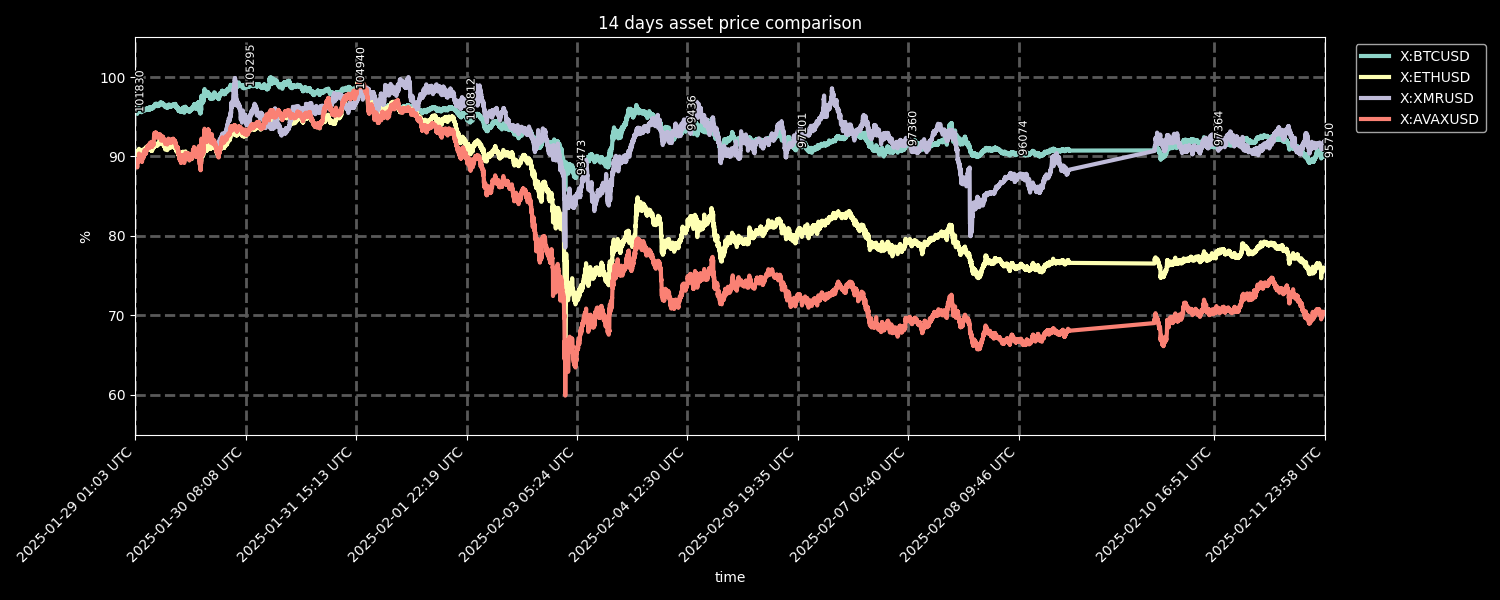 14 days asset price comparison
%
100
90
80
70
60
101830
105295
104940
100812
93473
99436
97101
97360
96074
97364
95750
2025-01-29 01:03 UTC
2025-01-30 08:08 UTC
2025-01-31 15:13 UTC
2025-02-01 22:19 UTC
2025-02-03 05:24 UTC
2025-02-04 12:30 UTC
2025-02-05 19:35 UTC
2025-02-07 02:40 UTC
2025-02-08 09:46 UTC
2025-02-10 16:51 UTC
2025-02-11 23:58 UTC
time
X:BTCUSD
X:ETHUSD
X:XMRUSD
X:AVAXUSD